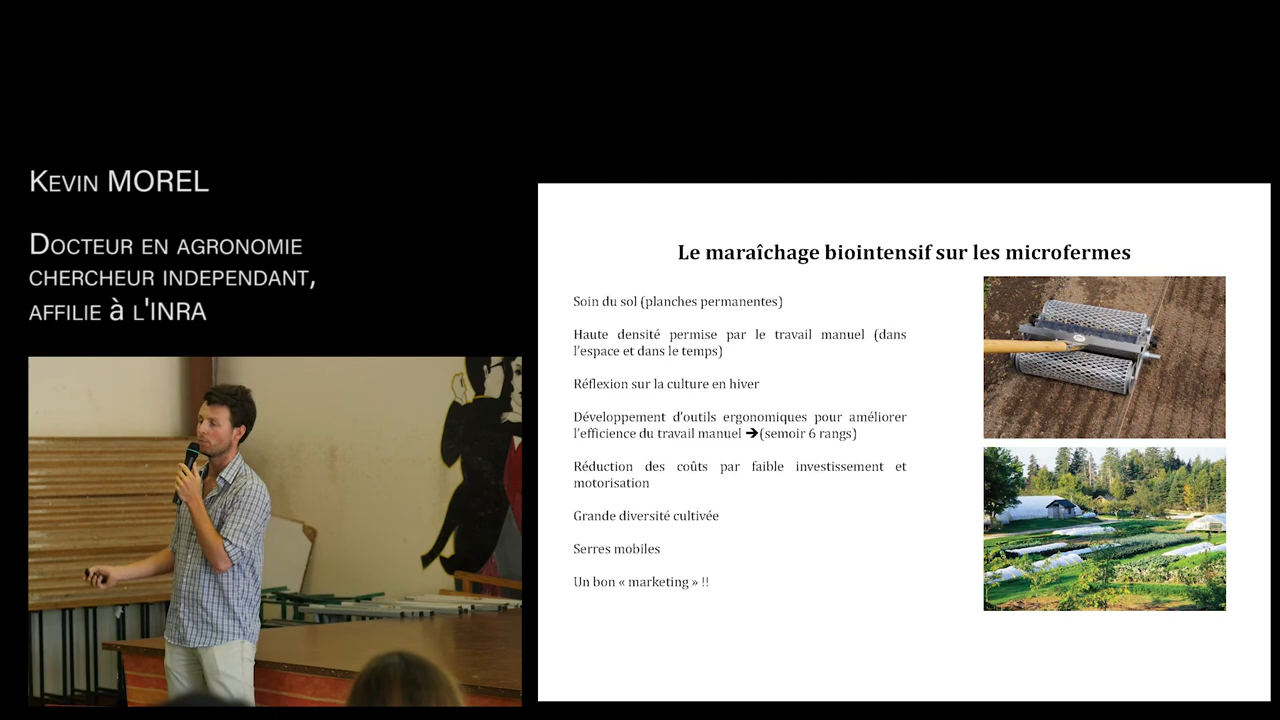 Kevin MOREL
Docteur en agronomie
chercheur independant,
affilie à l'INRA
Le maraîchage biointensif sur les microfermes
Soin du sol (planches permanentes)
Haute densité permise par le travail manuel (dans
l'espace et dans le temps)
Réflexion sur la culture en hiver
Développement d'outils ergonomiques pour améliorer
l'efficience du travail manuel ➔(semoir 6 rangs)
Réduction des coûts par faible investissement et
motorisation
Grande diversité cultivée
Serres mobiles
Un bon « marketing » !!